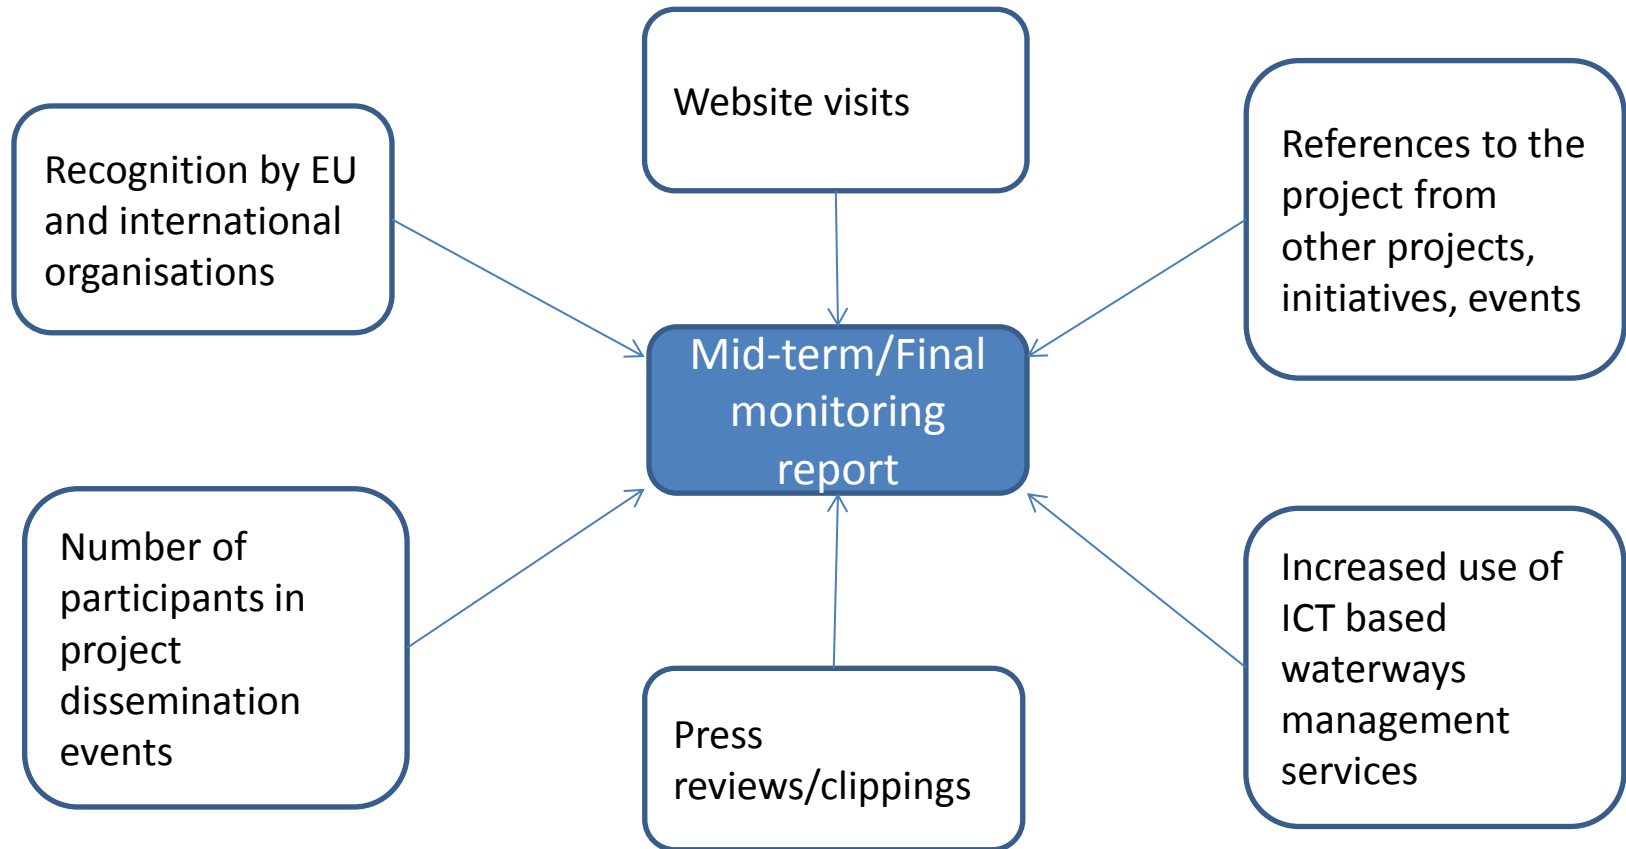 Website visits
Recognition by EU
and international
organisations
References to the
project from
other projects,
initiatives, events
Mid-term/Final
monitoring
report
Number of
participants in
project
dissemination
events
Press
reviews/clippings
Increased use of
ICT based
waterways
management
services